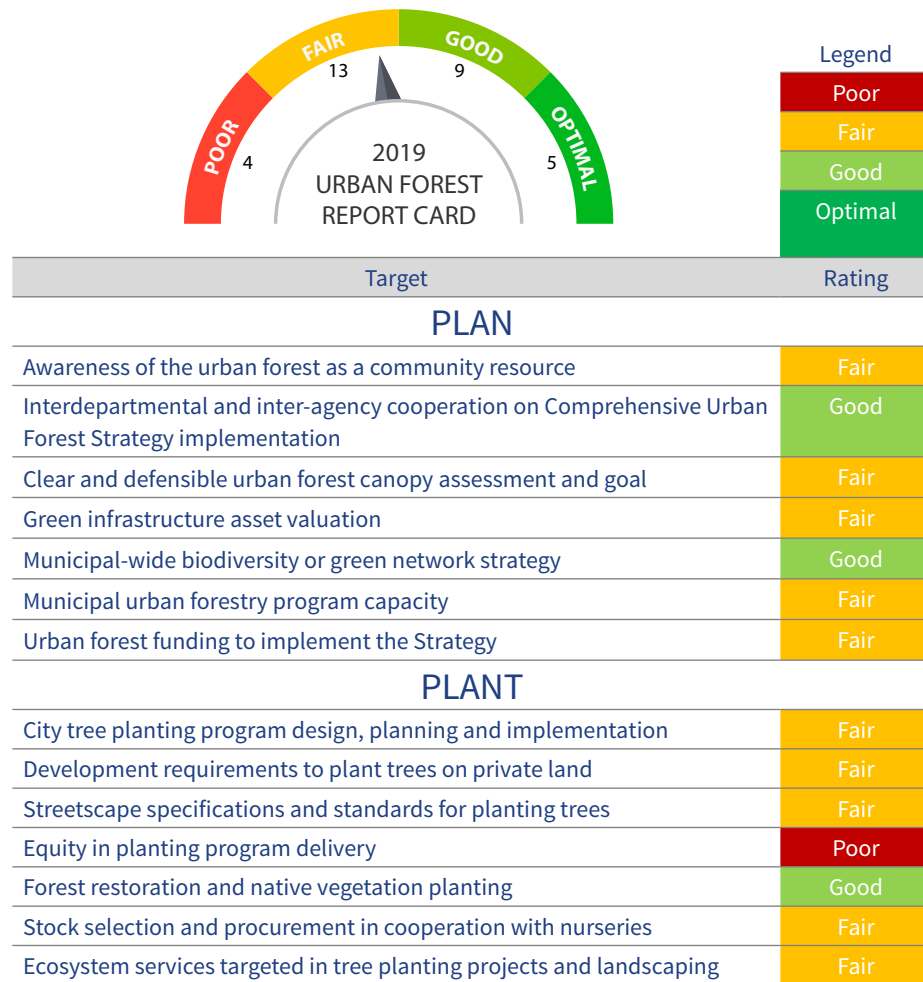 FAIR
GOOD
13
9
POOR
OPTIMAL
4
5
2019
URBAN FOREST
REPORT CARD
Legend
Poor
Fair
Good
Optimal
Target Rating
PLAN
Awareness of the urban forest as a community resource Fair
Interdepartmental and inter-agency cooperation on Comprehensive Urban Good
Forest Strategy implementation
Clear and defensible urban forest canopy assessment and goal Fair
Green infrastructure asset valuation Fair
Municipal-wide biodiversity or green network strategy Good
Municipal urban forestry program capacity Fair
Urban forest funding to implement the Strategy Fair
PLANT
City tree planting program design, planning and implementation Fair
Development requirements to plant trees on private land Fair
Streetscape specifications and standards for planting trees Fair
Equity in planting program delivery Poor
Forest restoration and native vegetation planting Good
Stock selection and procurement in cooperation with nurseries Fair
Ecosystem services targeted in tree planting projects and landscaping Fair